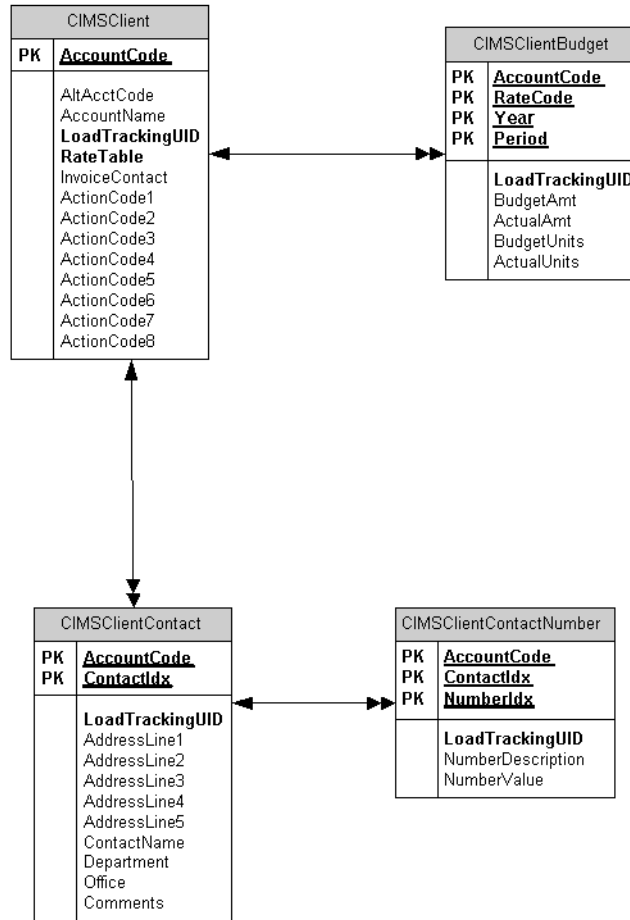 CIMSClient
PK AccountCode
AltAcctCode
AccountName
LoadTrackingUID
RateTable
InvoiceContact
ActionCode1
ActionCode2
ActionCode3
ActionCode4
ActionCode5
ActionCode6
ActionCode7
ActionCode8
CIMSClientBudget
PK AccountCode
PK RateCode
PK Year
PK Period
LoadTrackingUID
BudgetAmt
ActualAmt
BudgetUnits
ActualUnits
CIMSClientContact
PK AccountCode
PK ContactIdx
LoadTrackingUID
AddressLine1
AddressLine2
AddressLine3
AddressLine4
AddressLine5
ContactName
Department
Office
Comments
CIMSClientContactNumber
PK AccountCode
PK ContactIdx
PK NumberIdx
LoadTrackingUID
NumberDescription
NumberValue